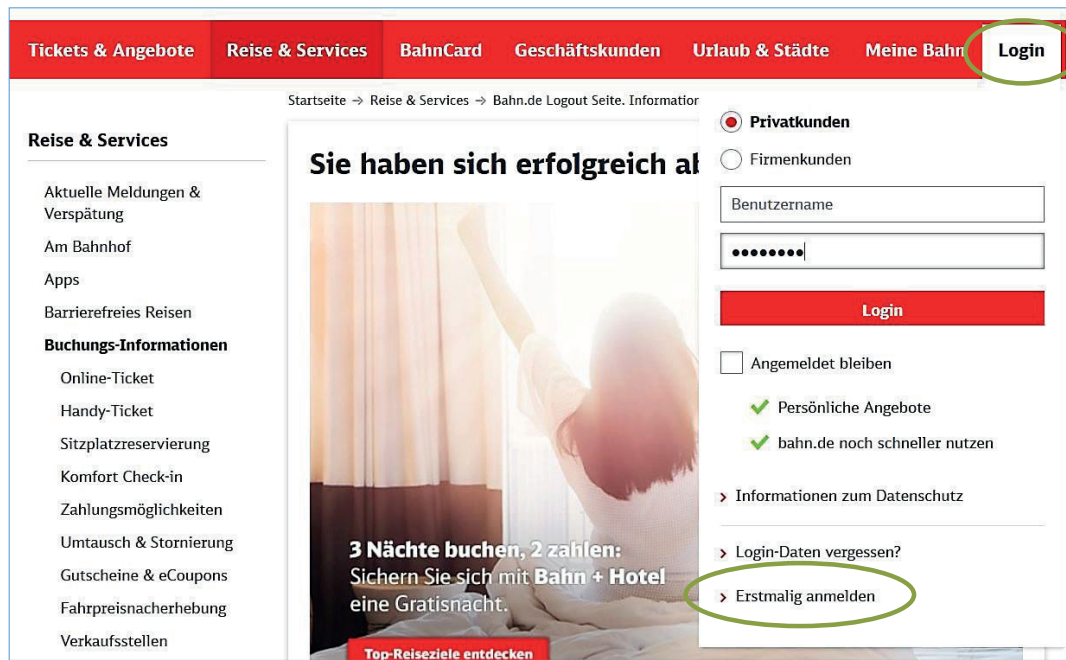 Tickets & Angebote Reise & Services BahnCard Geschäftskunden Urlaub & Städte Meine Bahn Login
Startseite → Reise & Services → Bahn.de Logout Seite.
Reise & Services
Aktuelle Meldungen &
Verspätung
Am Bahnhof
Apps
Barrierefreies Reisen
Buchungs-Informationen
Online-Ticket
Handy-Ticket
Sitzplatzreservierung
Komfort Check-in
Zahlungsmöglichkeiten
Umtausch & Stornierung
Gutscheine & eCoupons
Fahrpreisnacherhebung
Verkaufsstellen
Sie haben sich erfolgreich
3 Nächte buchen, 2 zahlen:
Sichern Sie sich mit Bahn + Hotel
eine Gratisnacht.
Top-Reiseziele entdecken
Privatkunden
Firmenkunden
Benutzername
••••••••
Login
Angemeldet bleiben
Persönliche Angebote
bahn.de noch schneller nutzen
Informationen zum Datenschutz
Login-Daten vergessen?
Erstmalig anmelden